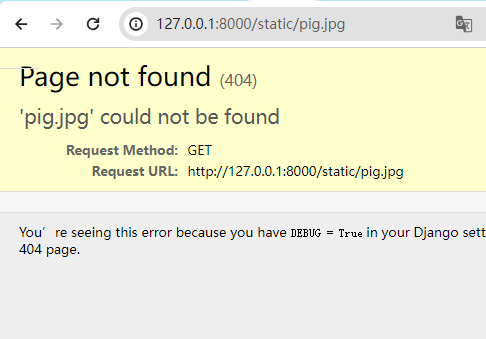 127.0.0.1:8000/static/pig.jpg
Page not found (404)
'pig.jpg' could not be found
Request Method: GET
Request URL: http://127.0.0.1:8000/static/pig.jpg
You're seeing this error because you have DEBUG = True in your Django sett
404 page.